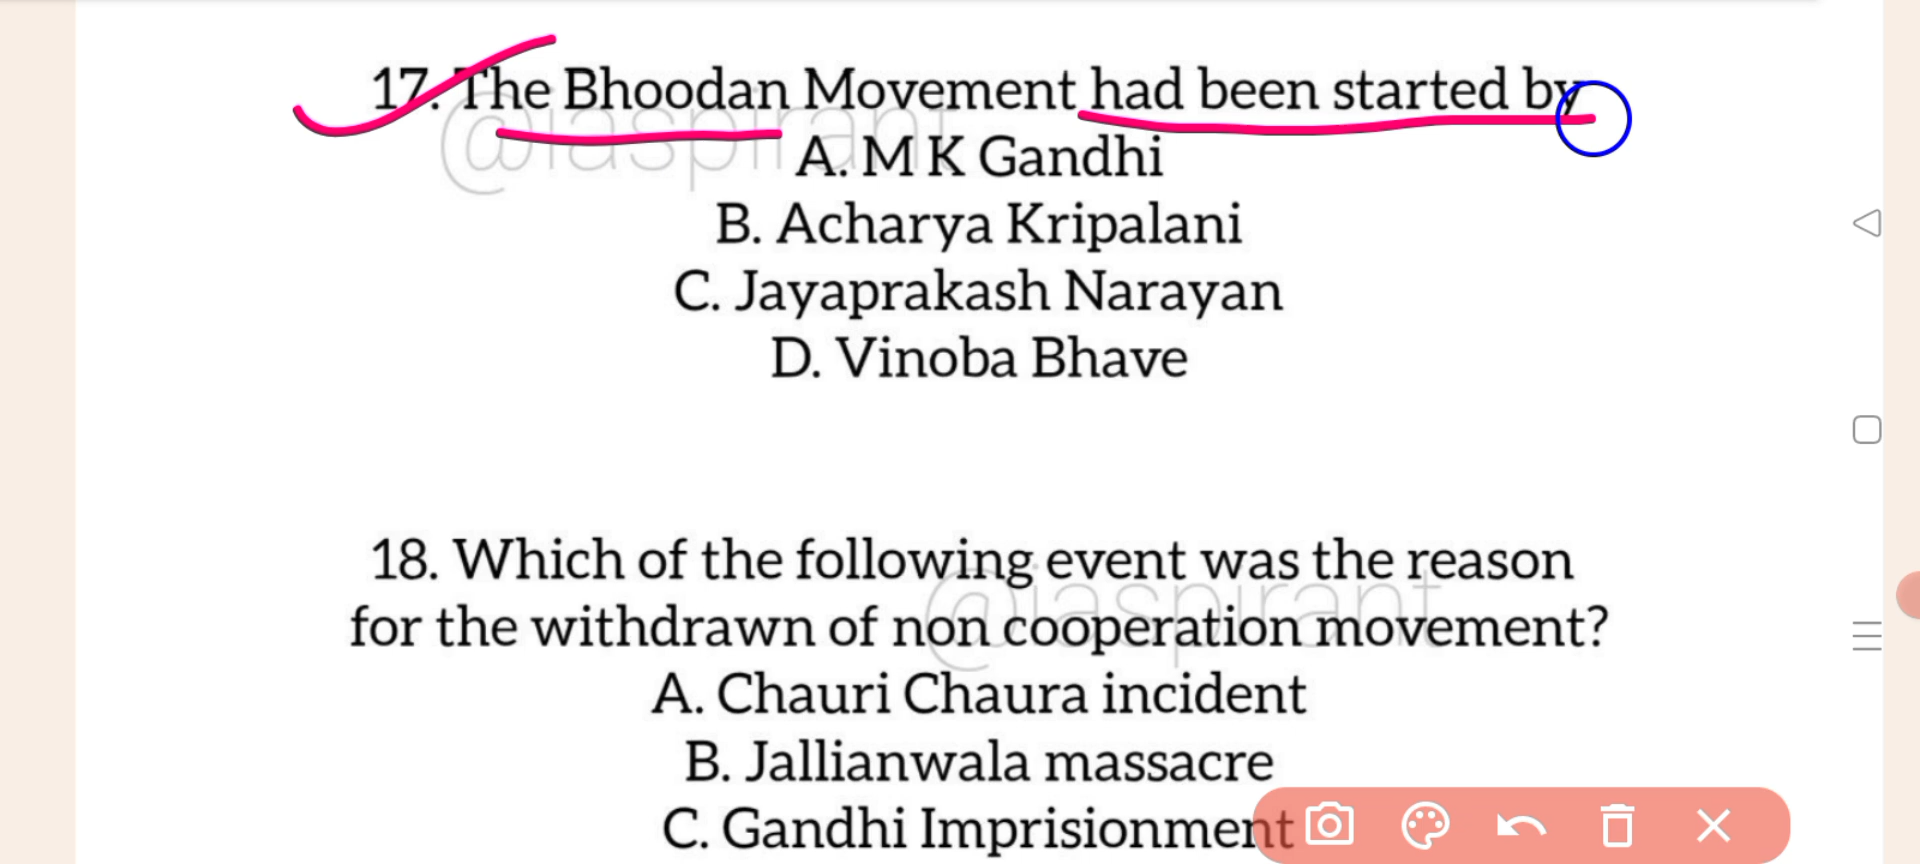 17. The Bhoodan Movement had been started by
@iaspirant
A. M K Gandhi
B. Acharya Kripalani
C. Jayaprakash Narayan
D. Vinoba Bhave
18. Which of the following event was the reason
for the withdrawn of non cooperation movement?
@iaspirant
A. Chauri Chaura incident
B. Jallianwala massacre
C. Gandhi Imprisionment